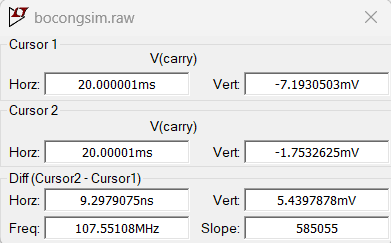 bocongsim.raw
Cursor 1
V(carry)
Horz: 20.000001ms Vert: -7.1930503mV
Cursor 2
V(carry)
Horz: 20.00001ms Vert: -1.7532625mV
Diff (Cursor2 - Cursor1)
Horz: 9.2979075ns Vert: 5.4397878mV
Freq: 107.55108MHz Slope: 585055